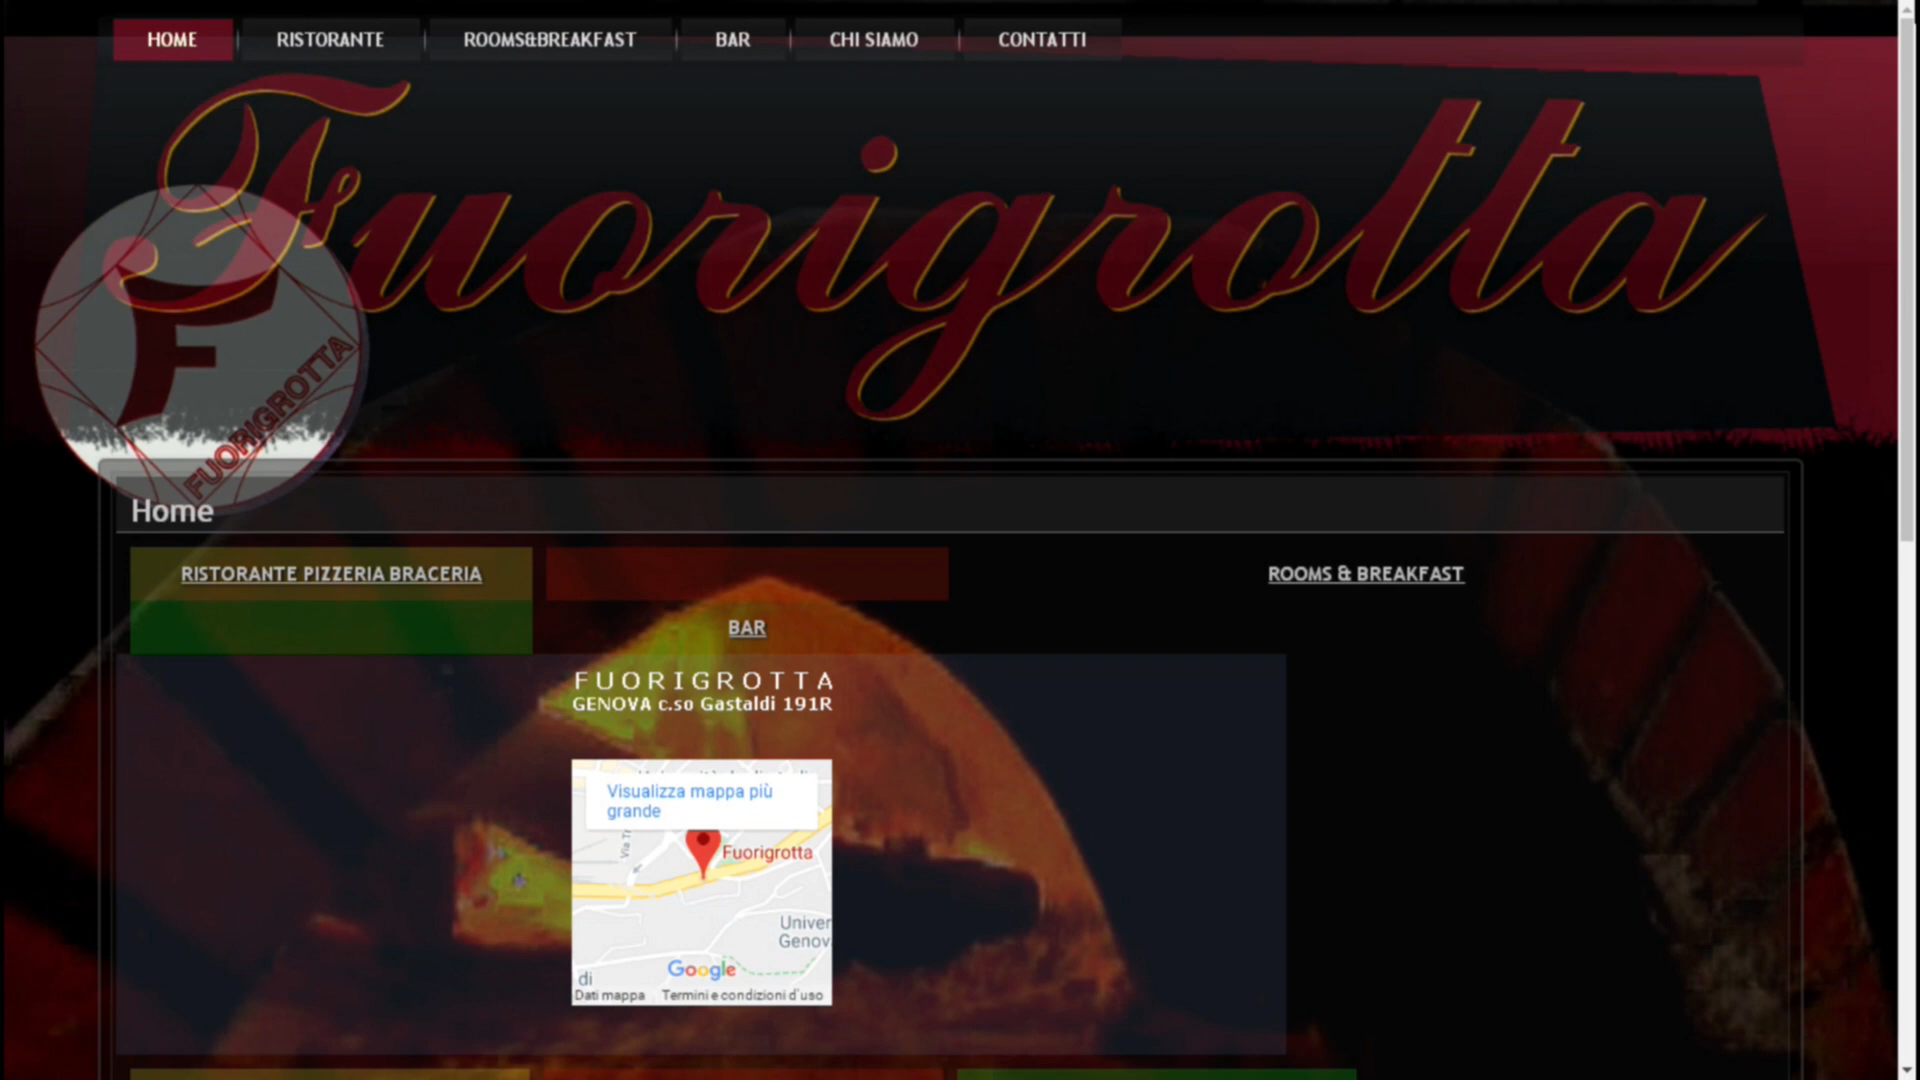 HOME
RISTORANTE
ROOMS&BREAKFAST
BAR
CHI SIAMO
CONTATTI
Fuorigrotta
F
FUORIGROTTA
Home
RISTORANTE PIZZERIA BRACERIA
ROOMS & BREAKFAST
BAR
FUORIGROTTA
GENOVA c.so Gastaldi 191R
Visualizza mappa più
grande
Fuorigrotta
Google
di
Dati mappa
Termini e condizioni d'uso